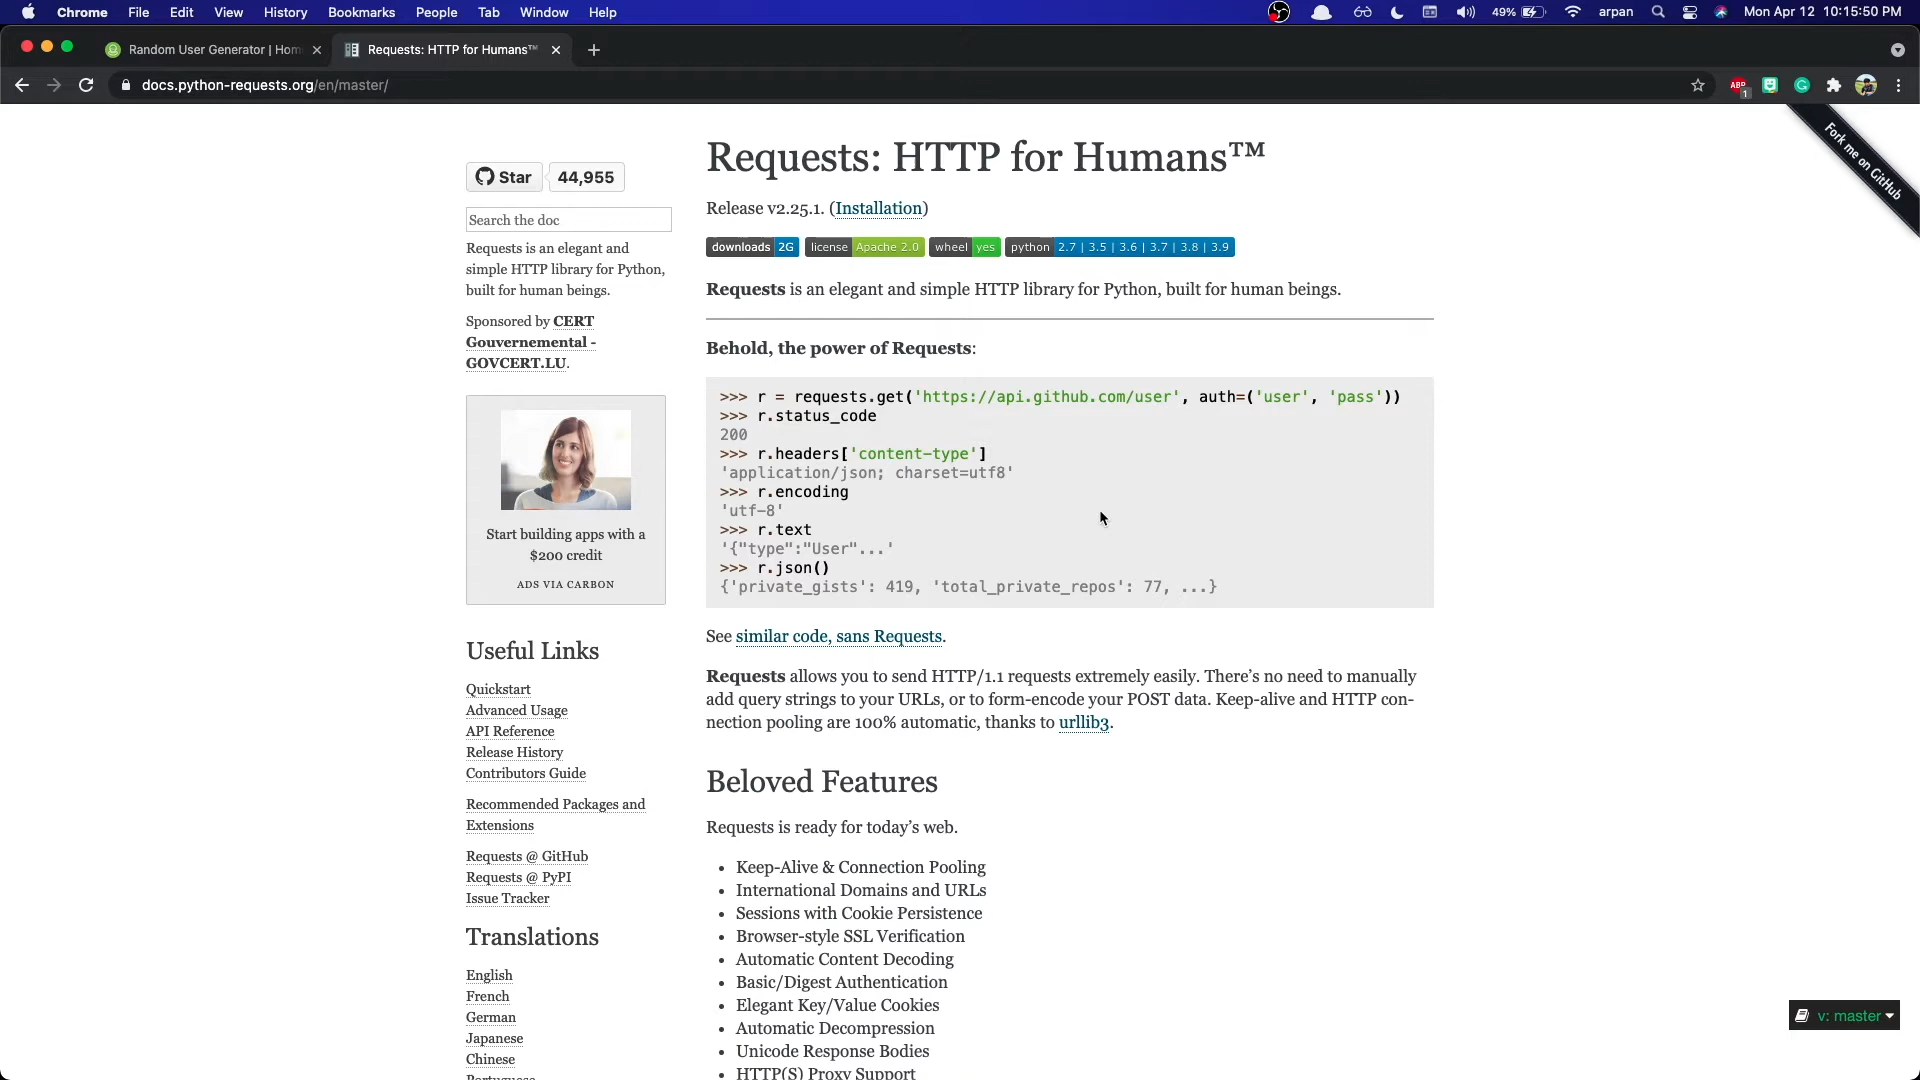 Chrome File Edit View History Bookmarks People Tab Window Help 49% arpan Mon Apr 12 10:15:50 PM
Random User Generator | Hom Requests: HTTP for Humans™
docs.python-requests.org/en/master/
ABP 1
Fork me on GitHub
Star 44,955
Search the doc
Requests is an elegant and
simple HTTP library for Python,
built for human beings.
Sponsored by CERT
Gouvernemental -
GOVCERT.LU.
Start building apps with a
$200 credit
ADS VIA CARBON
Useful Links
Quickstart
Advanced Usage
API Reference
Release History
Contributors Guide
Recommended Packages and
Extensions
Requests @ GitHub
Requests @ PyPI
Issue Tracker
Translations
English
French
German
Japanese
Chinese
Portuguese
Requests: HTTP for Humans™
Release v2.25.1. (Installation)
downloads 2G license Apache 2.0 wheel yes python 2.7 | 3.5 | 3.6 | 3.7 | 3.8 | 3.9
Requests is an elegant and simple HTTP library for Python, built for human beings.
Behold, the power of Requests:
>>> r = requests.get('https://api.github.com/user', auth=('user', 'pass'))
>>> r.status_code
200
>>> r.headers['content-type']
'application/json; charset=utf8'
>>> r.encoding
'utf-8'
>>> r.text
'{"type":"User"...'
>>> r.json()
{'private_gists': 419, 'total_private_repos': 77, ...}
See similar code, sans Requests.
Requests allows you to send HTTP/1.1 requests extremely easily. There’s no need to manually
add query strings to your URLs, or to form-encode your POST data. Keep-alive and HTTP con-
nection pooling are 100% automatic, thanks to urllib3.
Beloved Features
Requests is ready for today’s web.
• Keep-Alive & Connection Pooling
• International Domains and URLs
• Sessions with Cookie Persistence
• Browser-style SSL Verification
• Automatic Content Decoding
• Basic/Digest Authentication
• Elegant Key/Value Cookies
• Automatic Decompression
• Unicode Response Bodies
• HTTP(S) Proxy Support
v: master